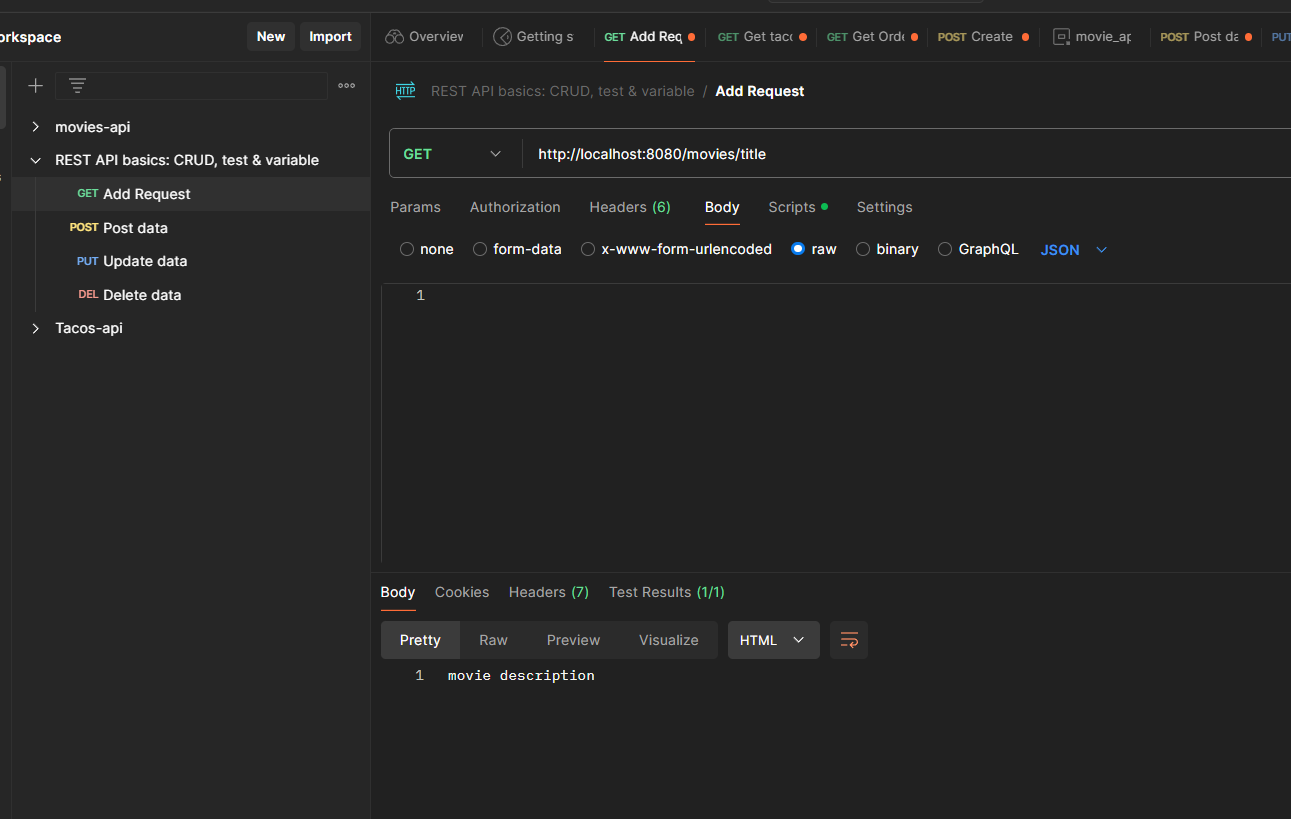 orkspace
New
Import
Overview
Getting s
GET Add Req
GET Get taco
GET Get Orde
POST Create
movie_ap
POST Post da
PUT
HTTP REST API basics: CRUD, test & variable / Add Request
movies-api
REST API basics: CRUD, test & variable
GET Add Request
POST Post data
PUT Update data
DEL Delete data
Tacos-api
GET http://localhost:8080/movies/title
Params Authorization Headers (6) Body Scripts Settings
none form-data x-www-form-urlencoded raw binary GraphQL JSON
1
Body Cookies Headers (7) Test Results (1/1)
Pretty Raw Preview Visualize HTML
1 movie description